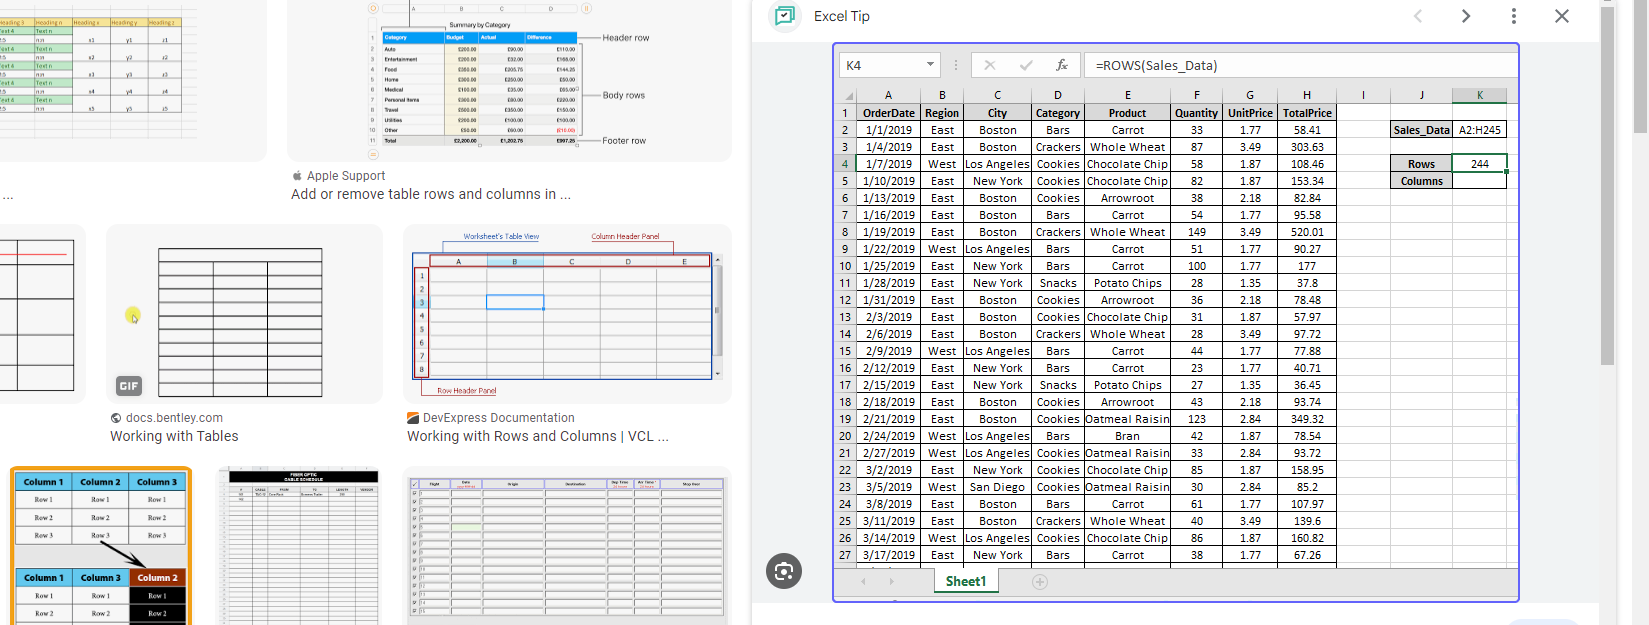 Summary by Category
Category Budget Actual Difference
Auto £200.00 £90.00 £110.00
Entertainment £200.00 £32.00 £168.00
Food £350.00 £205.75 £144.25
Home £300.00 £250.00 £50.00
Medical £100.00 £35.00 £65.00
Personal Items £300.00 £80.00 £220.00
Travel £500.00 £350.00 £150.00
Utilities £200.00 £100.00 £100.00
Other £50.00 £60.00 (£10.00)
Total £2,200.00 £1,202.75 £997.25
Header row
Body rows
Footer row
Apple Support
Add or remove table rows and columns in ...
...
GIF
docs.bentley.com
Working with Tables
Worksheet's Table View
Column Header Panel
A B C D E
1
2
3
4
5
6
7
8
Row Header Panel
DevExpress Documentation
Working with Rows and Columns | VCL ...
Column 1 Column 2 Column 3
Row 1 Row 1 Row 1
Row 2 Row 2 Row 2
Row 3 Row 3 Row 3
Column 1 Column 3 Column 2
Row 1 Row 1 Row 1
Row 2 Row 2 Row 2
FIBER OPTIC
CABLE SCHEDULE
Excel Tip
K4 fx =ROWS(Sales_Data)
A B C D E F G H I J K
1 OrderDate Region City Category Product Quantity UnitPrice TotalPrice
2 1/1/2019 East Boston Bars Carrot 33 1.77 58.41 Sales_Data A2:H245
3 1/4/2019 East Boston Crackers Whole Wheat 87 3.49 303.63
4 1/7/2019 West Los Angeles Cookies Chocolate Chip 58 1.87 108.46 Rows 244
5 1/10/2019 East New York Cookies Chocolate Chip 82 1.87 153.34 Columns
6 1/13/2019 East Boston Cookies Arrowroot 38 2.18 82.84
7 1/16/2019 East Boston Bars Carrot 54 1.77 95.58
8 1/19/2019 East Boston Crackers Whole Wheat 149 3.49 520.01
9 1/22/2019 West Los Angeles Bars Carrot 51 1.77 90.27
10 1/25/2019 East New York Bars Carrot 100 1.77 177
11 1/28/2019 East New York Snacks Potato Chips 28 1.35 37.8
12 1/31/2019 East Boston Cookies Arrowroot 36 2.18 78.48
13 2/3/2019 East Boston Cookies Chocolate Chip 31 1.87 57.97
14 2/6/2019 East Boston Crackers Whole Wheat 28 3.49 97.72
15 2/9/2019 West Los Angeles Bars Carrot 44 1.77 77.88
16 2/12/2019 East New York Bars Carrot 23 1.77 40.71
17 2/15/2019 East New York Snacks Potato Chips 27 1.35 36.45
18 2/18/2019 East Boston Cookies Arrowroot 43 2.18 93.74
19 2/21/2019 East Boston Cookies Oatmeal Raisin 123 2.84 349.32
20 2/24/2019 West Los Angeles Bars Bran 42 1.87 78.54
21 2/27/2019 West Los Angeles Cookies Oatmeal Raisin 33 2.84 93.72
22 3/2/2019 East New York Cookies Chocolate Chip 85 1.87 158.95
23 3/5/2019 West San Diego Cookies Oatmeal Raisin 30 2.84 85.2
24 3/8/2019 East Boston Bars Carrot 61 1.77 107.97
25 3/11/2019 East Boston Crackers Whole Wheat 40 3.49 139.6
26 3/14/2019 West Los Angeles Cookies Chocolate Chip 86 1.87 160.82
27 3/17/2019 East New York Bars Carrot 38 1.77 67.26
Sheet1